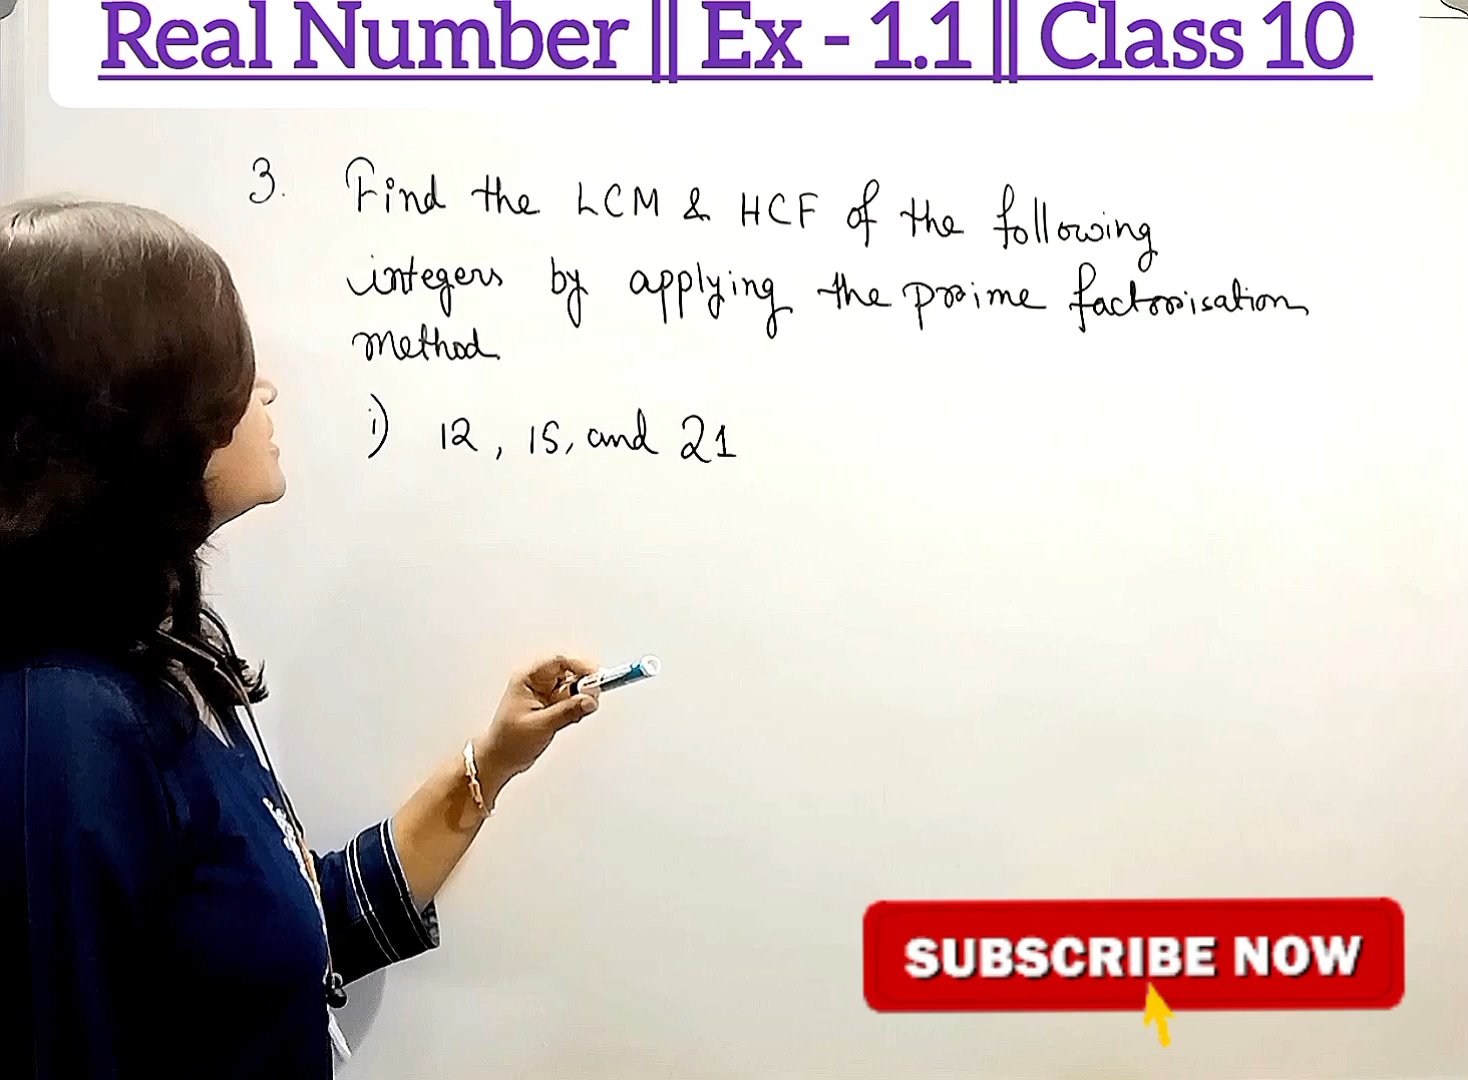 Real Number || Ex - 1.1 || Class 10
3. Find the LCM & HCF of the following
integers by applying the prime factorisation
method
i) 12, 15, and 21
SUBSCRIBE NOW